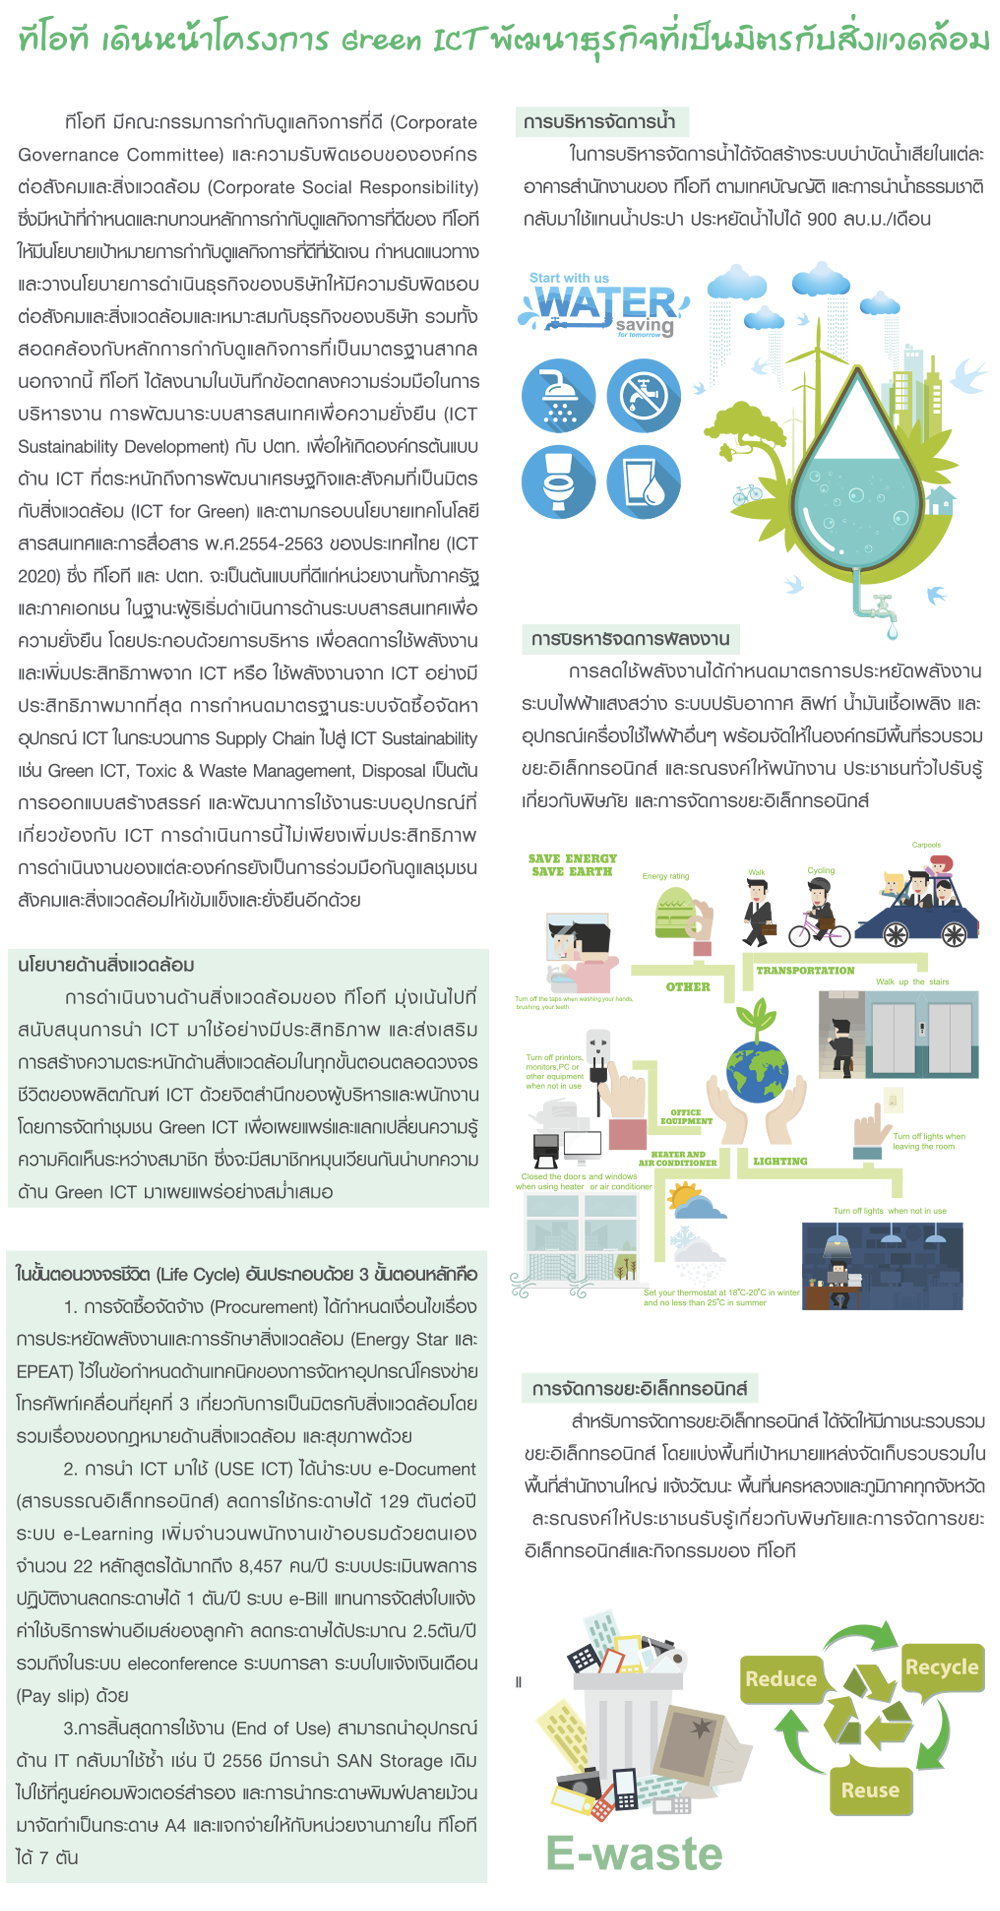 ทีโอที เดินหน้าโครงการ Green ICT พัฒนาธุรกิจที่เป็นมิตรกับสิ่งแวดล้อม
ทีโอที มีคณะกรรมการกำกับดูแลกิจการที่ดี (Corporate
Governance Committee) และความรับผิดชอบขององค์กร
ต่อสังคมและสิ่งแวดล้อม (Corporate Social Responsibility)
ซึ่งมีหน้าที่กำหนดและทบทวนหลักการกำกับดูแลกิจการที่ดีของ ทีโอที
ให้มีนโยบายเป้าหมายการกำกับดูแลกิจการที่ดีที่ชัดเจน กำหนดแนวทาง
และวางนโยบายการดำเนินธุรกิจของบริษัทให้มีความรับผิดชอบ
ต่อสังคมและสิ่งแวดล้อมและเหมาะสมกับธุรกิจของบริษัท รวมทั้ง
สอดคล้องกับหลักการกำกับดูแลกิจการที่เป็นมาตรฐานสากล
นอกจากนี้ ทีโอที ได้ลงนามในบันทึกข้อตกลงความร่วมมือในการ
บริหารงาน การพัฒนาระบบสารสนเทศเพื่อความยั่งยืน (ICT
Sustainability Development) กับ ปตท. เพื่อให้เกิดองค์กรต้นแบบ
ด้าน ICT ที่ตระหนักถึงการพัฒนาเศรษฐกิจและสังคมที่เป็นมิตร
กับสิ่งแวดล้อม (ICT for Green) และตามกรอบนโยบายเทคโนโลยี
สารสนเทศและการสื่อสาร พ.ศ.2554-2563 ของประเทศไทย (ICT
2020) ซึ่ง ทีโอที และ ปตท. จะเป็นต้นแบบที่ดีแก่หน่วยงานทั้งภาครัฐ
และภาคเอกชน ในฐานะผู้ริเริ่มดำเนินการด้านระบบสารสนเทศเพื่อ
ความยั่งยืน โดยประกอบด้วยการบริหาร เพื่อลดการใช้พลังงาน
และเพิ่มประสิทธิภาพจาก ICT หรือ ใช้พลังงานจาก ICT อย่างมี
ประสิทธิภาพมากที่สุด การกำหนดมาตรฐานระบบจัดซื้อจัดหา
อุปกรณ์ ICT ในกระบวนการ Supply Chain ไปสู่ ICT Sustainability
เช่น Green ICT, Toxic & Waste Management, Disposal เป็นต้น
การออกแบบสร้างสรรค์ และพัฒนาการใช้งานระบบอุปกรณ์ที่
เกี่ยวข้องกับ ICT การดำเนินการนี้ไม่เพียงเพิ่มประสิทธิภาพ
การดำเนินงานของแต่ละองค์กรยังเป็นการร่วมมือกันดูแลชุมชน
สังคมและสิ่งแวดล้อมให้เข้มแข็งและยั่งยืนอีกด้วย
นโยบายด้านสิ่งแวดล้อม
การดำเนินงานด้านสิ่งแวดล้อมของ ทีโอที มุ่งเน้นไปที่
สนับสนุนการนำ ICT มาใช้อย่างมีประสิทธิภาพ และส่งเสริม
การสร้างความตระหนักด้านสิ่งแวดล้อมในทุกขั้นตอนตลอดวงจร
ชีวิตของผลิตภัณฑ์ ICT ด้วยจิตสำนึกของผู้บริหารและพนักงาน
โดยการจัดทำชุมชน Green ICT เพื่อเผยแพร่และแลกเปลี่ยนความรู้
ความคิดเห็นระหว่างสมาชิก ซึ่งจะมีสมาชิกหมุนเวียนกันนำบทความ
ด้าน Green ICT มาเผยแพร่อย่างสม่ำเสมอ
ในขั้นตอนวงจรชีวิต (Life Cycle) อันประกอบด้วย 3 ขั้นตอนหลักคือ
1. การจัดซื้อจัดจ้าง (Procurement) ได้กำหนดเงื่อนไขเรื่อง
การประหยัดพลังงานและการรักษาสิ่งแวดล้อม (Energy Star และ
EPEAT) ไว้ในข้อกำหนดด้านเทคนิคของการจัดหาอุปกรณ์โครงข่าย
โทรศัพท์เคลื่อนที่ยุคที่ 3 เกี่ยวกับการเป็นมิตรกับสิ่งแวดล้อมโดย
รวมเรื่องของกฎหมายด้านสิ่งแวดล้อม และสุขภาพด้วย
2. การนำ ICT มาใช้ (USE ICT) ได้นำระบบ e-Document
(สารบรรณอิเล็กทรอนิกส์) ลดการใช้กระดาษได้ 129 ตันต่อปี
ระบบ e-Learning เพิ่มจำนวนพนักงานเข้าอบรมด้วยตนเอง
จำนวน 22 หลักสูตรได้มากถึง 8,457 คน/ปี ระบบประเมินผลการ
ปฏิบัติงานลดกระดาษได้ 1 ตัน/ปี ระบบ e-Bill แทนการจัดส่งใบแจ้ง
ค่าใช้บริการผ่านอีเมล์ของลูกค้า ลดกระดาษได้ประมาณ 2.5ตัน/ปี
รวมถึงในระบบ eleconference ระบบการลา ระบบใบแจ้งเงินเดือน
(Pay slip) ด้วย
3.การสิ้นสุดการใช้งาน (End of Use) สามารถนำอุปกรณ์
ด้าน IT กลับมาใช้ซ้ำ เช่น ปี 2556 มีการนำ SAN Storage เดิม
ไปใช้ที่ศูนย์คอมพิวเตอร์สำรอง และการนำกระดาษพิมพ์ปลายม้วน
มาจัดทำเป็นกระดาษ A4 และแจกจ่ายให้กับหน่วยงานภายใน ทีโอที
ได้ 7 ตัน
การบริหารจัดการน้ำ
ในการบริหารจัดการน้ำได้จัดสร้างระบบบำบัดน้ำเสียในแต่ละ
อาคารสำนักงานของ ทีโอที ตามเทศบัญญัติ และการนำน้ำธรรมชาติ
กลับมาใช้แทนน้ำประปา ประหยัดน้ำไปได้ 900 ลบ.ม./เดือน
Start with us
WATER
saving
for tomorrow
การบริหารจัดการพลังงาน
การลดใช้พลังงานได้กำหนดมาตรการประหยัดพลังงาน
ระบบไฟฟ้าแสงสว่าง ระบบปรับอากาศ ลิฟท์ น้ำมันเชื้อเพลิง และ
อุปกรณ์เครื่องใช้ไฟฟ้าอื่นๆ พร้อมจัดให้ในองค์กรมีพื้นที่รวบรวม
ขยะอิเล็กทรอนิกส์ และรณรงค์ให้พนักงาน ประชาชนทั่วไปรับรู้
เกี่ยวกับพิษภัย และการจัดการขยะอิเล็กทรอนิกส์
SAVE ENERGY
SAVE EARTH
Energy rating
Walk
Cycling
Carpools
OTHER
TRANSPORTATION
Turn off the taps when washing your hands,
brushing your teeth
Walk up the stairs
Turn off printers,
monitors,PC or
other equipment
when not in use
OFFICE
EQUIPMENT
Turn off lights when
leaving the room
HEATER AND
AIR CONDITIONER
LIGHTING
Closed the doors and windows
when using heater or air conditioner
Turn off lights when not in use
Set your thermostat at 18°C-20°C in winter
and no less than 25°C in summer
การจัดการขยะอิเล็กทรอนิกส์
สำหรับการจัดการขยะอิเล็กทรอนิกส์ ได้จัดให้มีภาชนะรวบรวม
ขยะอิเล็กทรอนิกส์ โดยแบ่งพื้นที่เป้าหมายแหล่งจัดเก็บรวบรวมใน
พื้นที่สำนักงานใหญ่ แจ้งวัฒนะ พื้นที่นครหลวงและภูมิภาคทุกจังหวัด
ละรณรงค์ให้ประชาชนรับรู้เกี่ยวกับพิษภัยและการจัดการขยะ
อิเล็กทรอนิกส์และกิจกรรมของ ทีโอที
แ
Reduce
Recycle
Reuse
E-waste